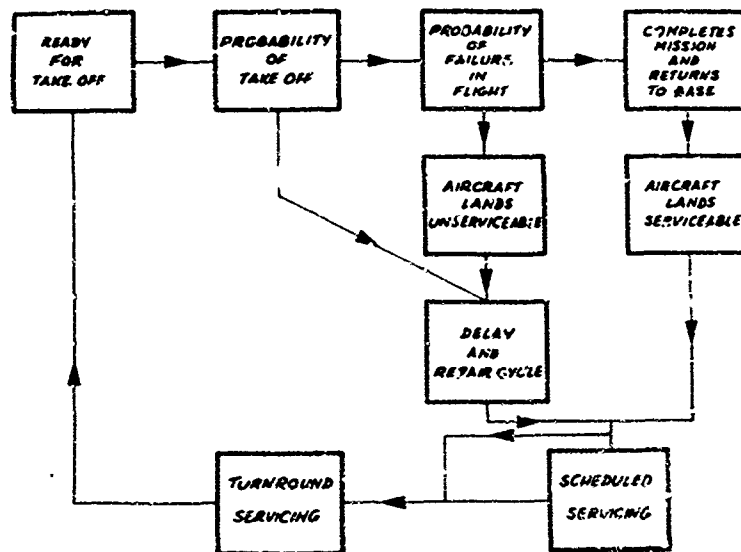 READY
FOR
TAKE OFF
PROBABILITY
OF
TAKE OFF
PROBABILITY
OF
FAILURE
IN
FLIGHT
COMPLETES
MISSION
AND
RETURNS
TO BASE
AIRCRAFT
LANDS
UNSERVICEABLE
AIRCRAFT
LANDS
SERVICEABLE
DELAY
AND
REPAIR CYCLE
TURNROUND
SERVICING
SCHEDULED
SERVICING